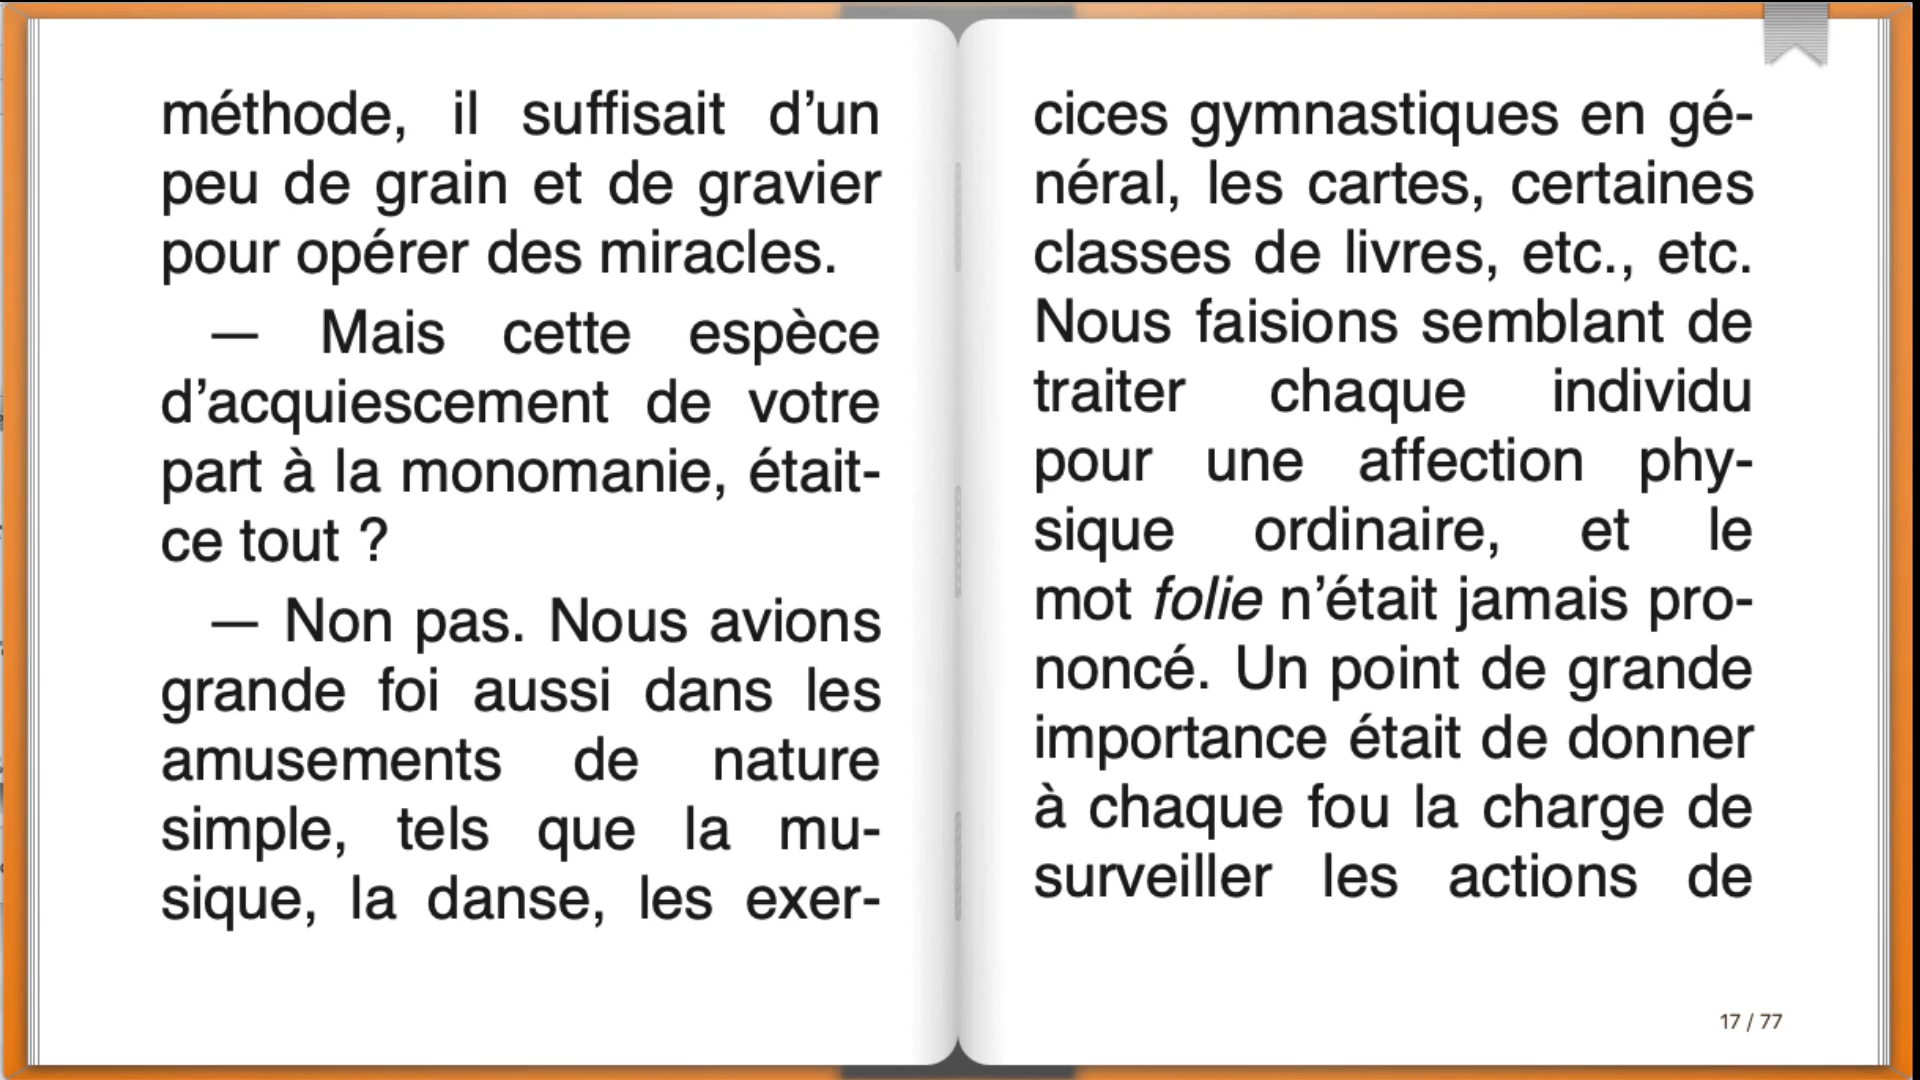 méthode, il suffisait d’un
peu de grain et de gravier
pour opérer des miracles.
— Mais cette espèce
d’acquiescement de votre
part à la monomanie, était-
ce tout ?
— Non pas. Nous avions
grande foi aussi dans les
amusements de nature
simple, tels que la mu-
sique, la danse, les exer-
cices gymnastiques en gé-
néral, les cartes, certaines
classes de livres, etc., etc.
Nous faisions semblant de
traiter chaque individu
pour une affection phy-
sique ordinaire, et le
mot folie n’était jamais pro-
noncé. Un point de grande
importance était de donner
à chaque fou la charge de
surveiller les actions de
17 / 77